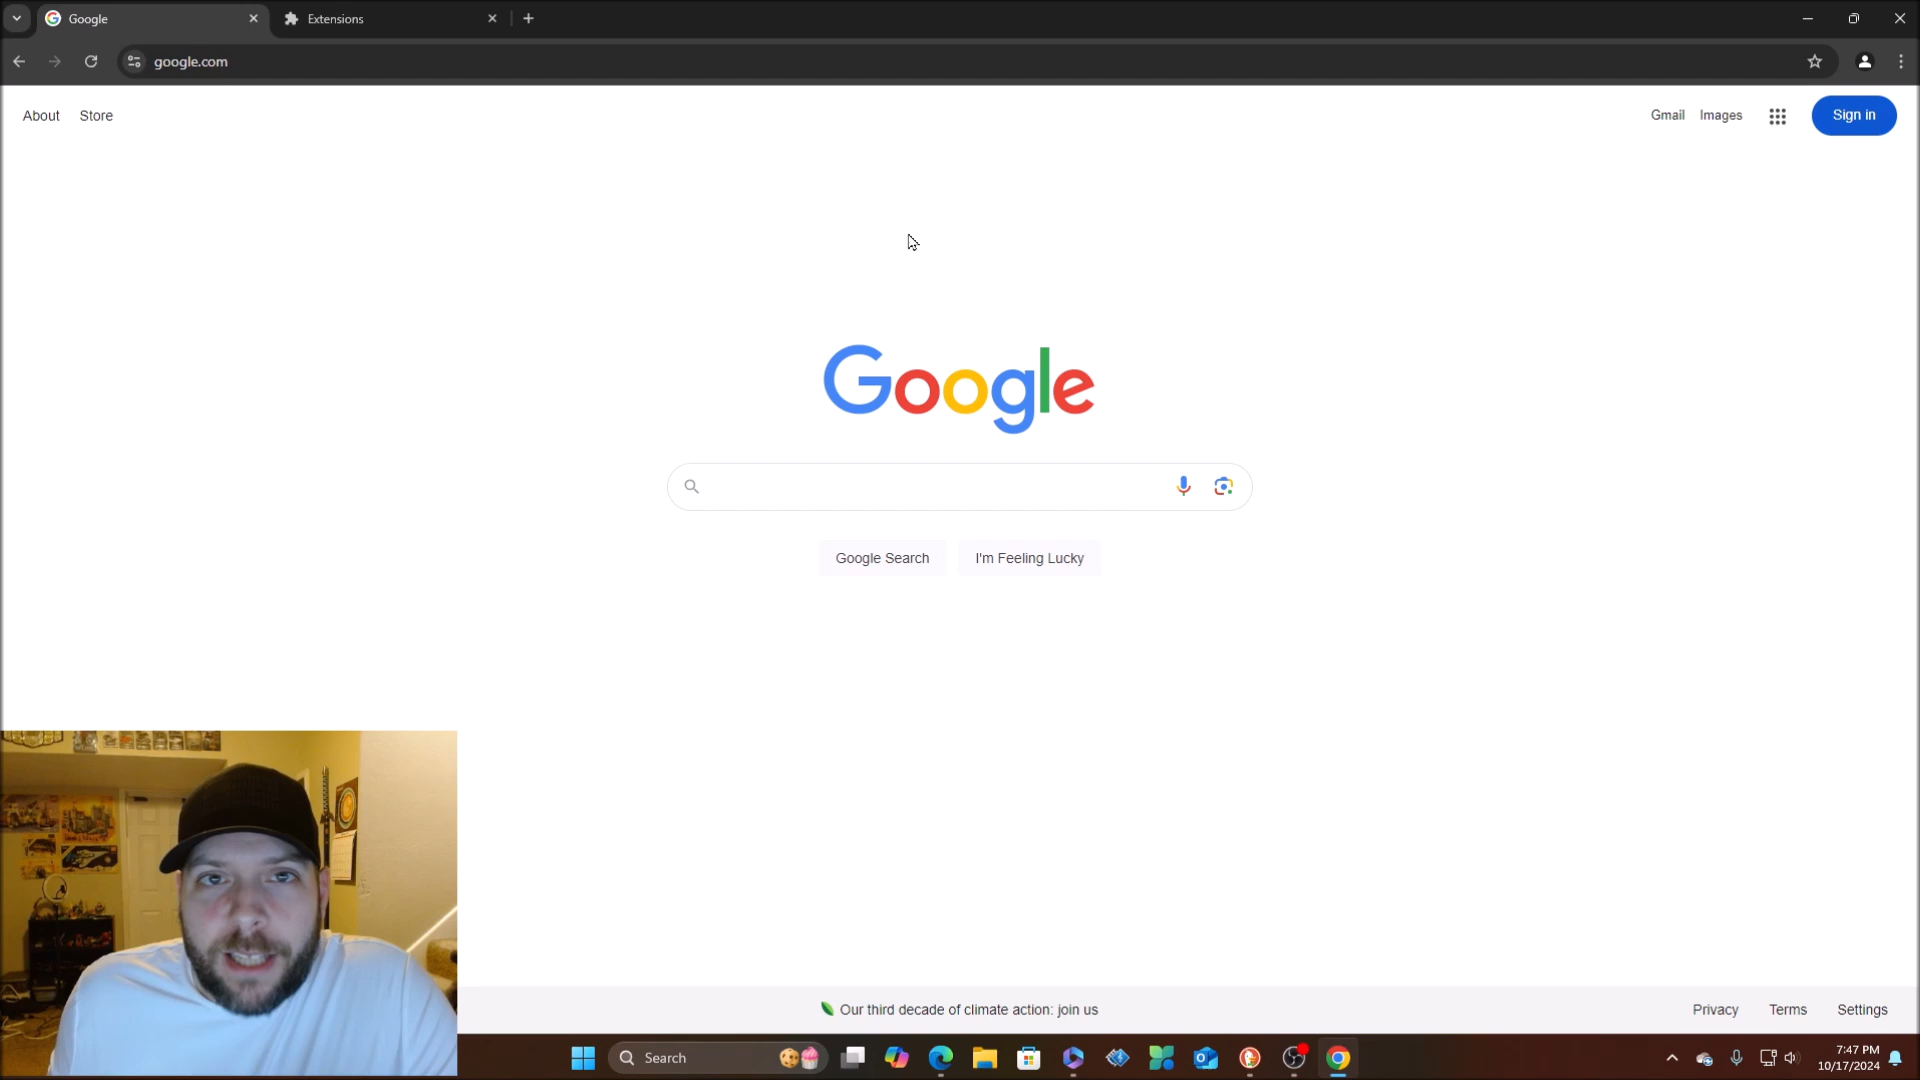 Google
Extensions
google.com
About
Store
Gmail
Images
Sign in
Google
Google Search
I'm Feeling Lucky
Our third decade of climate action: join us
Privacy
Terms
Settings
Search
7:47 PM
10/17/2024